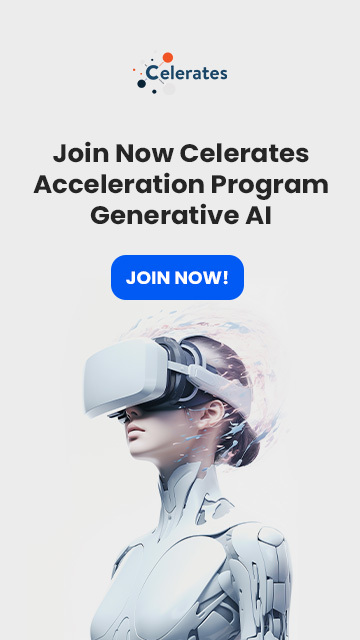 Celerates
Join Now Celerates
Acceleration Program
Generative AI
JOIN NOW!